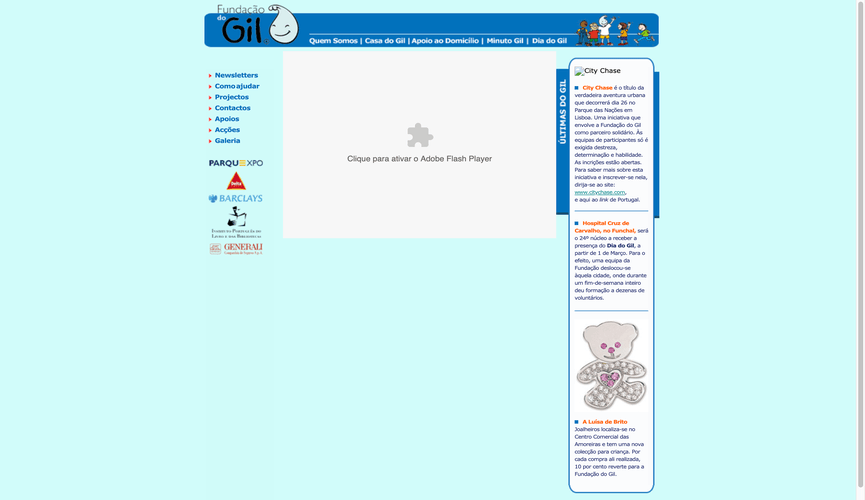 Fundação
do
Gil
Quem Somos | Casa do Gil | Apoio ao Domicílio | Minuto Gil | Dia do Gil
Newsletters
Como ajudar
Projectos
Contactos
Apoios
Acções
Galeria
PARQUE EXPO
Delta
BARCLAYS
Instituto Português do
Livro e das Bibliotecas
GENERALI
Clique para ativar o Adobe Flash Player
ÚLTIMAS DO GIL
City Chase
City Chase é o título da
verdadeira aventura urbana
que decorrerá dia 26 no
Parque das Nações em
Lisboa. Uma iniciativa que
envolve a Fundação do Gil
como parceiro solidário. Às
equipas de participantes só é
exigida destreza,
determinação e habilidade.
As incrições estão abertas.
Para saber mais sobre esta
iniciativa e inscrever-se nela,
dirija-se ao site:
www.citychase.com,
e aqui ao link de Portugal.
Hospital Cruz de
Carvalho, no Funchal, será
o 24º núcleo a receber a
presença do Dia do Gil, a
partir de 1 de Março. Para o
efeito, uma equipa da
Fundação deslocou-se
àquela cidade, onde durante
um fim-de-semana inteiro
deu formação a dezenas de
voluntários.
A Luísa de Brito
Joalheiros localiza-se no
Centro Comercial das
Amoreiras e tem uma nova
colecção para criança. Por
cada compra ali realizada,
10 por cento reverte para a
Fundação do Gil.